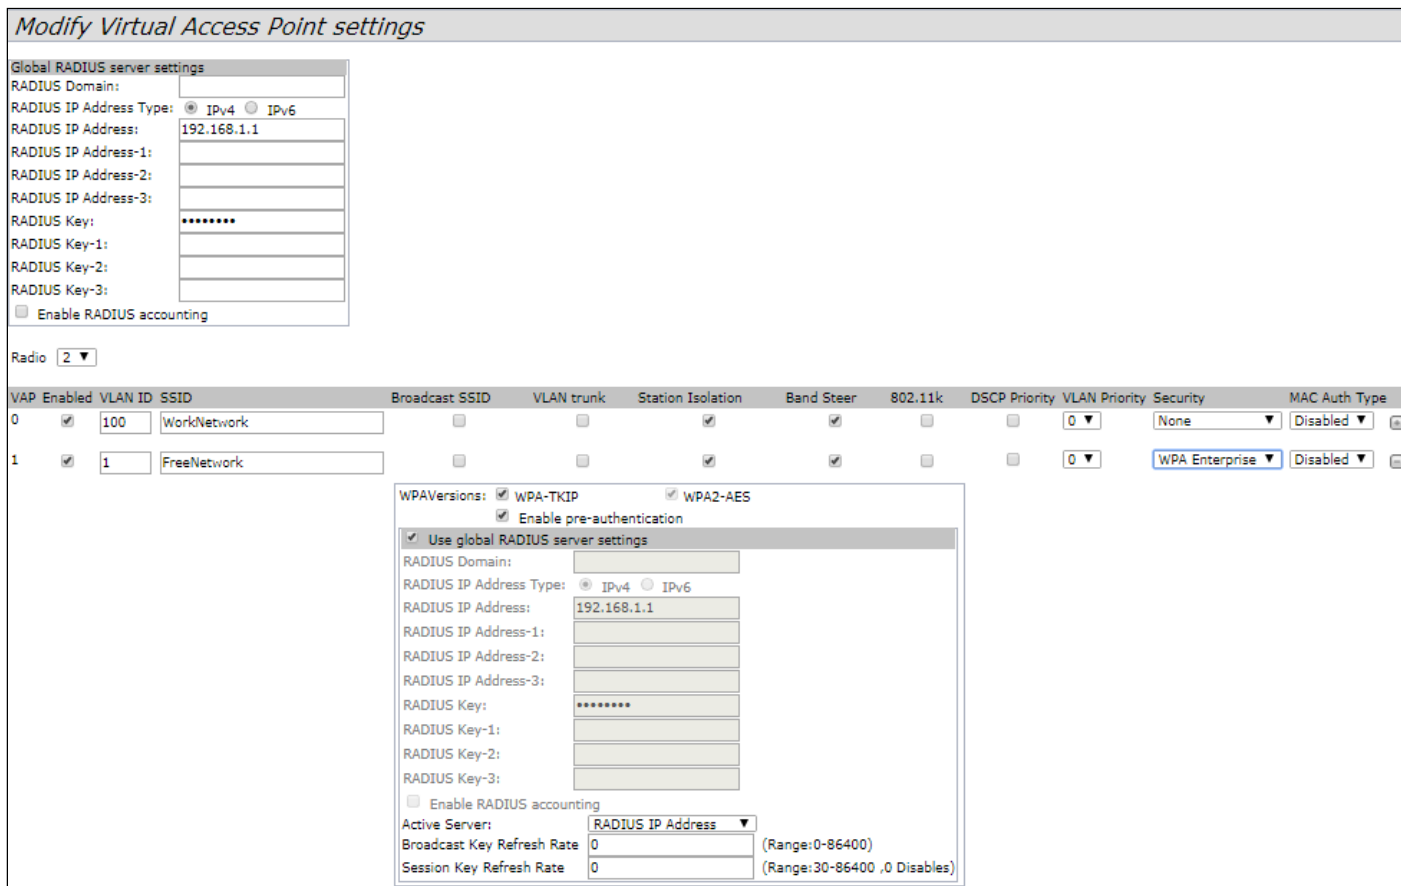 Modify Virtual Access Point settings
Global RADIUS server settings
RADIUS Domain:
RADIUS IP Address Type: IPv4 IPv6
RADIUS IP Address: 192.168.1.1
RADIUS IP Address-1:
RADIUS IP Address-2:
RADIUS IP Address-3:
RADIUS Key: ••••••••
RADIUS Key-1:
RADIUS Key-2:
RADIUS Key-3:
Enable RADIUS accounting
Radio 2
VAP Enabled VLAN ID SSID Broadcast SSID VLAN trunk Station Isolation Band Steer 802.11k DSCP Priority VLAN Priority Security MAC Auth Type
0 100 WorkNetwork 0 None Disabled
1 1 FreeNetwork 0 WPA Enterprise Disabled
WPAVersions: WPA-TKIP WPA2-AES
Enable pre-authentication
Use global RADIUS server settings
RADIUS Domain:
RADIUS IP Address Type: IPv4 IPv6
RADIUS IP Address: 192.168.1.1
RADIUS IP Address-1:
RADIUS IP Address-2:
RADIUS IP Address-3:
RADIUS Key: ••••••••
RADIUS Key-1:
RADIUS Key-2:
RADIUS Key-3:
Enable RADIUS accounting
Active Server: RADIUS IP Address
Broadcast Key Refresh Rate 0 (Range:0-86400)
Session Key Refresh Rate 0 (Range:30-86400 ,0 Disables)